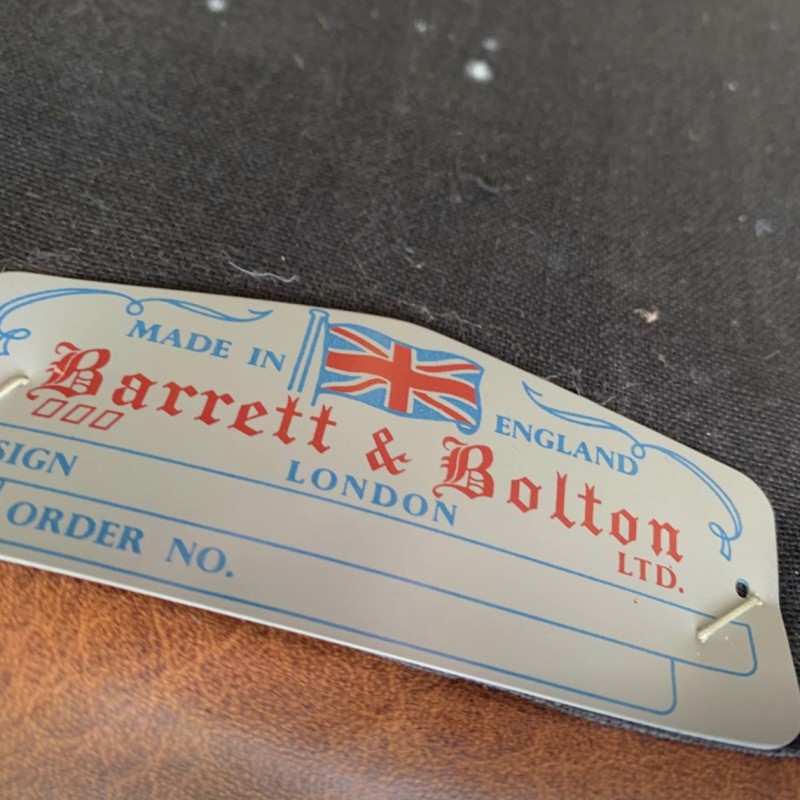 MADE IN ENGLAND
Barrett & Bolton
LONDON LTD.
SIGN
ORDER NO.